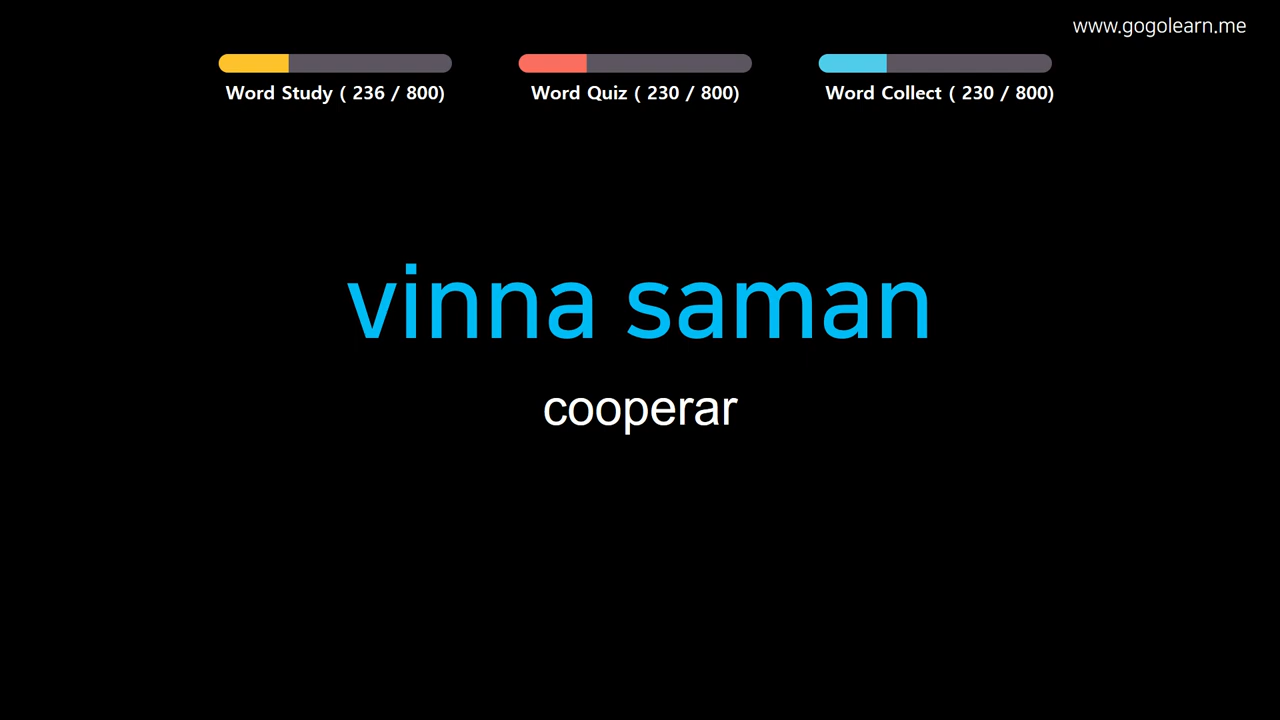 www.gogolearn.me
Word Study ( 236 / 800)
Word Quiz ( 230 / 800)
Word Collect ( 230 / 800)
vinna saman
cooperar